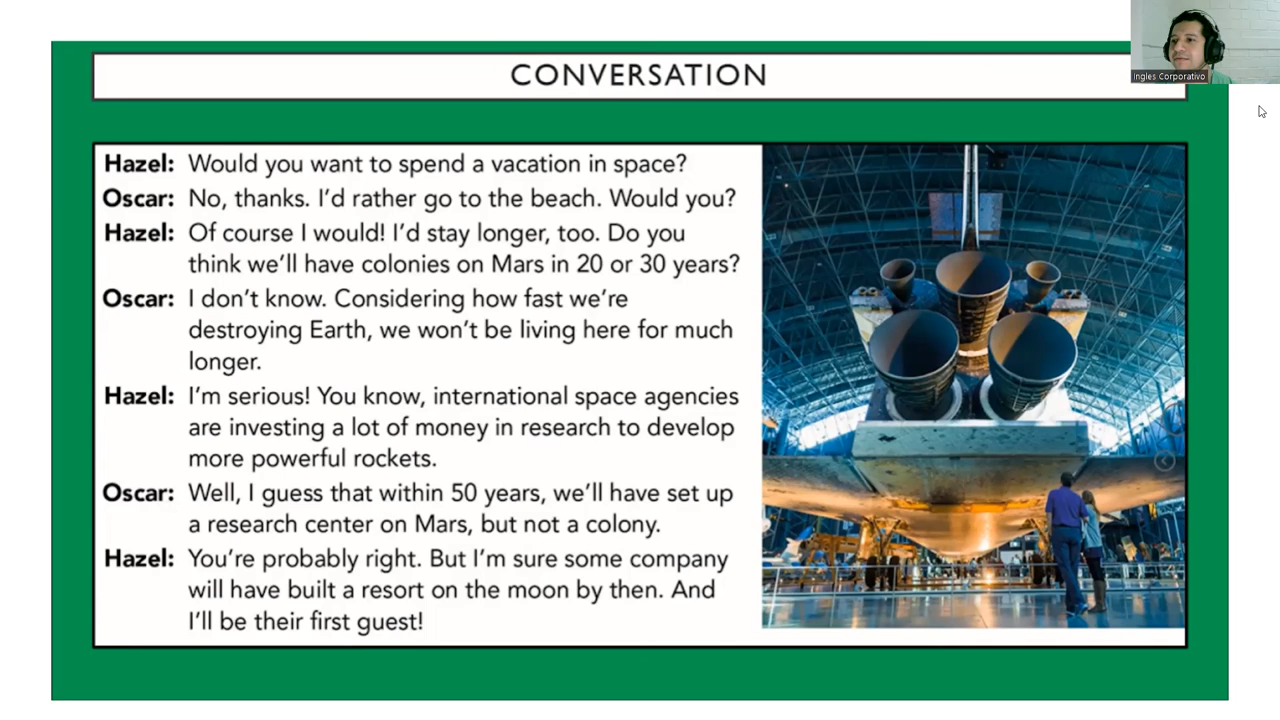 CONVERSATION
Ingles Corporativo
Hazel: Would you want to spend a vacation in space?
Oscar: No, thanks. I'd rather go to the beach. Would you?
Hazel: Of course I would! I'd stay longer, too. Do you
think we'll have colonies on Mars in 20 or 30 years?
Oscar: I don't know. Considering how fast we're
destroying Earth, we won't be living here for much
longer.
Hazel: I'm serious! You know, international space agencies
are investing a lot of money in research to develop
more powerful rockets.
Oscar: Well, I guess that within 50 years, we'll have set up
a research center on Mars, but not a colony.
Hazel: You're probably right. But I'm sure some company
will have built a resort on the moon by then. And
I'll be their first guest!